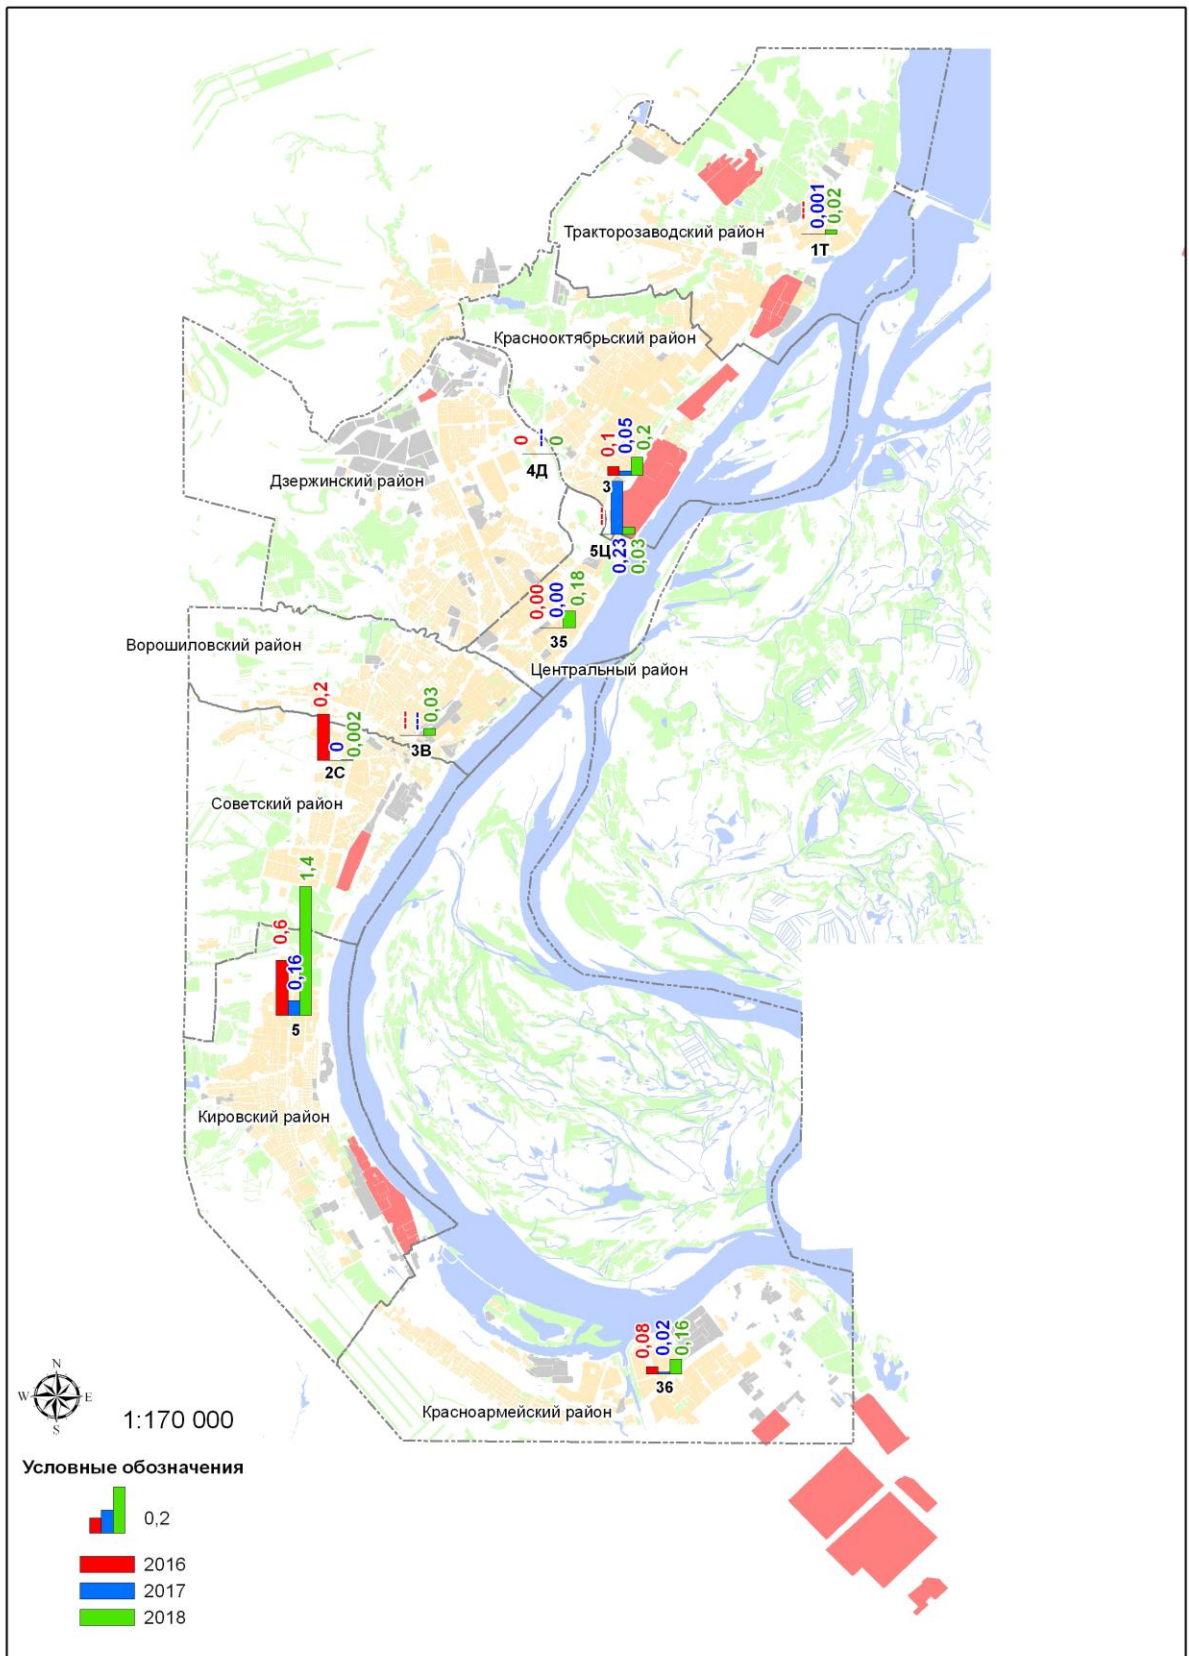 0,001
0,02
Тракторозаводский район
1Т
Краснооктябрьский район
0
0
4Д
0,1
0,05
0,2
3
Дзержинский район
5Ц
0,23
0,03
0,00
0,00
0,18
35
Ворошиловский район
Центральный район
0,2
0
0,002
2С
0,03
3В
Советский район
1,4
0,6
0,16
5
Кировский район
0,08
0,02
0,16
36
Красноармейский район
N
W
E
S
1:170 000
Условные обозначения
0,2
2016
2017
2018